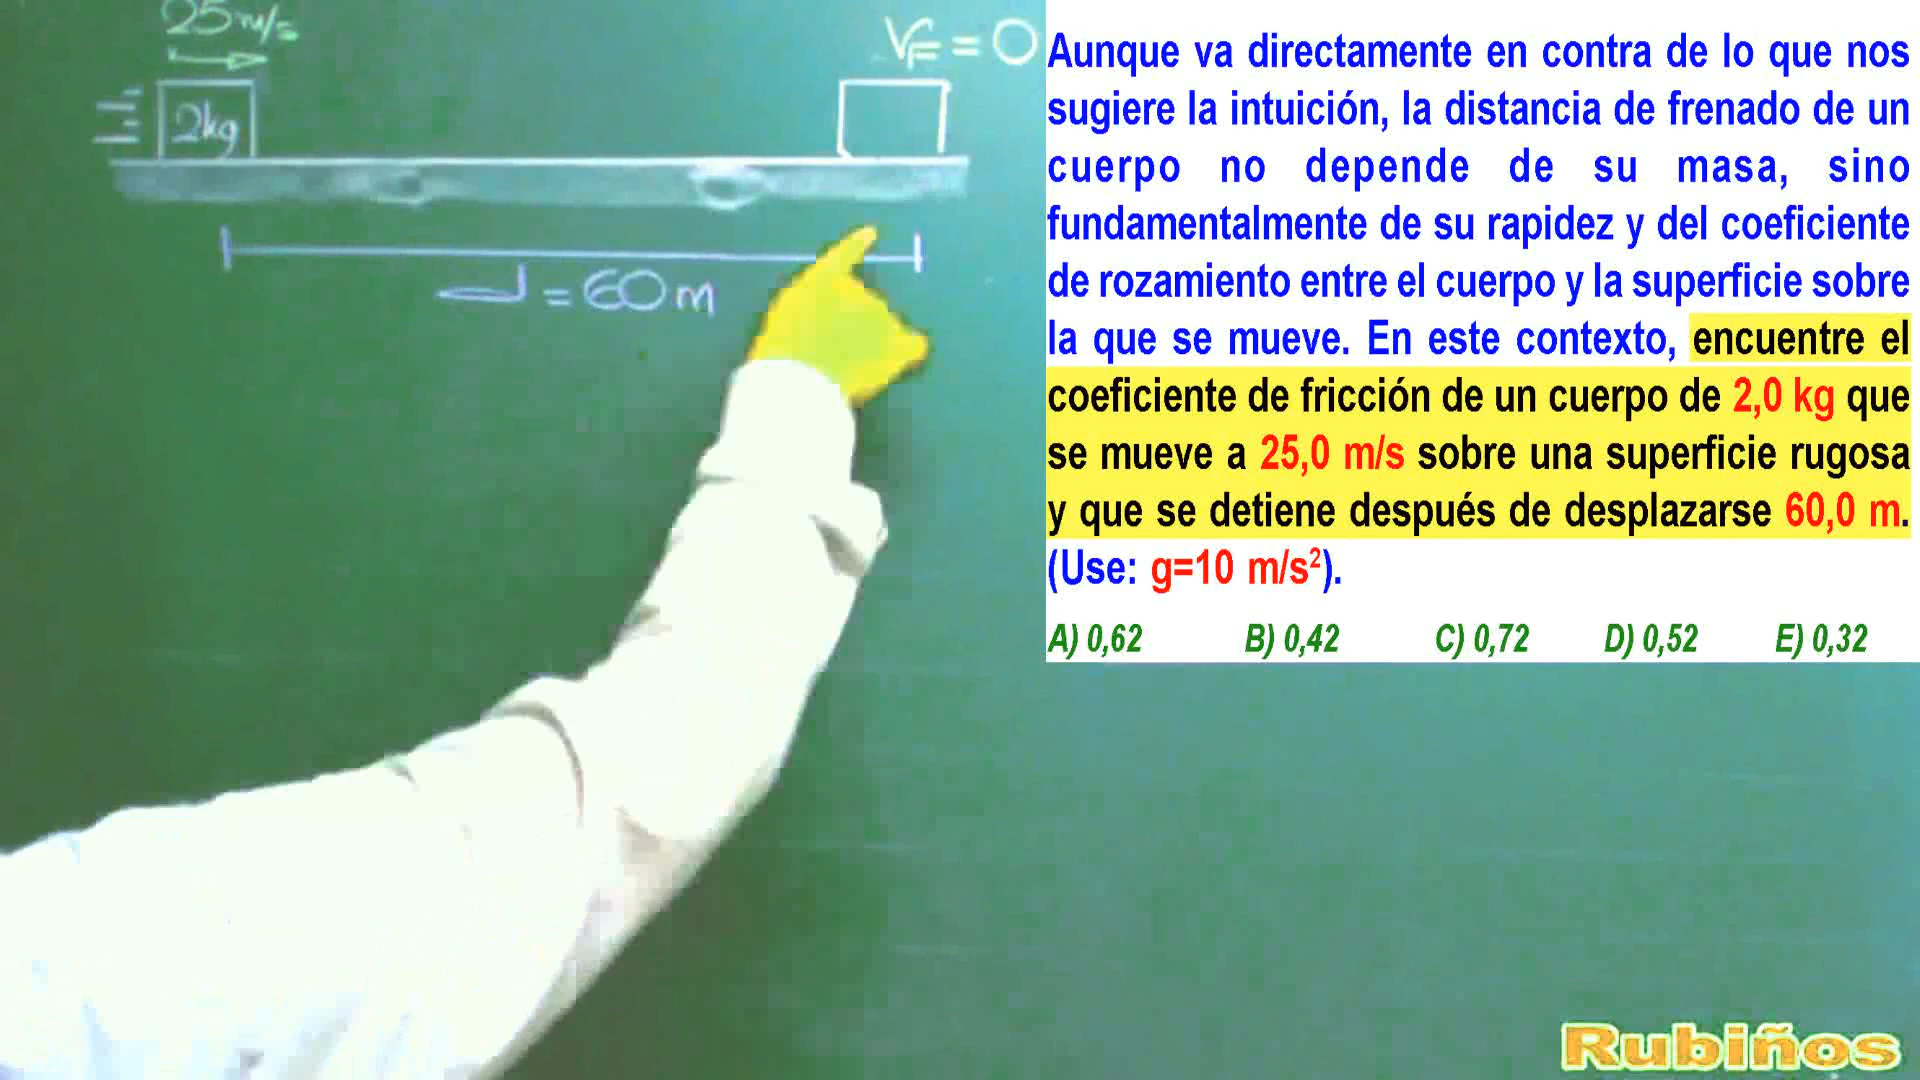 25 m/s
V_F = 0
2kg
d = 60 m
Aunque va directamente en contra de lo que nos
sugiere la intuición, la distancia de frenado de un
cuerpo no depende de su masa, sino
fundamentalmente de su rapidez y del coeficiente
de rozamiento entre el cuerpo y la superficie sobre
la que se mueve. En este contexto, encuentre el
coeficiente de fricción de un cuerpo de 2,0 kg que
se mueve a 25,0 m/s sobre una superficie rugosa
y que se detiene después de desplazarse 60,0 m.
(Use: g=10 m/s²).
A) 0,62 B) 0,42 C) 0,72 D) 0,52 E) 0,32
Rubiños